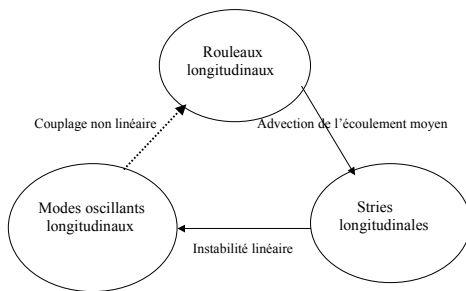 Rouleaux
longitudinaux
Couplage non linéaire
Advection de l’écoulement moyen
Modes oscillants
longitudinaux
Stries
longitudinales
Instabilité linéaire